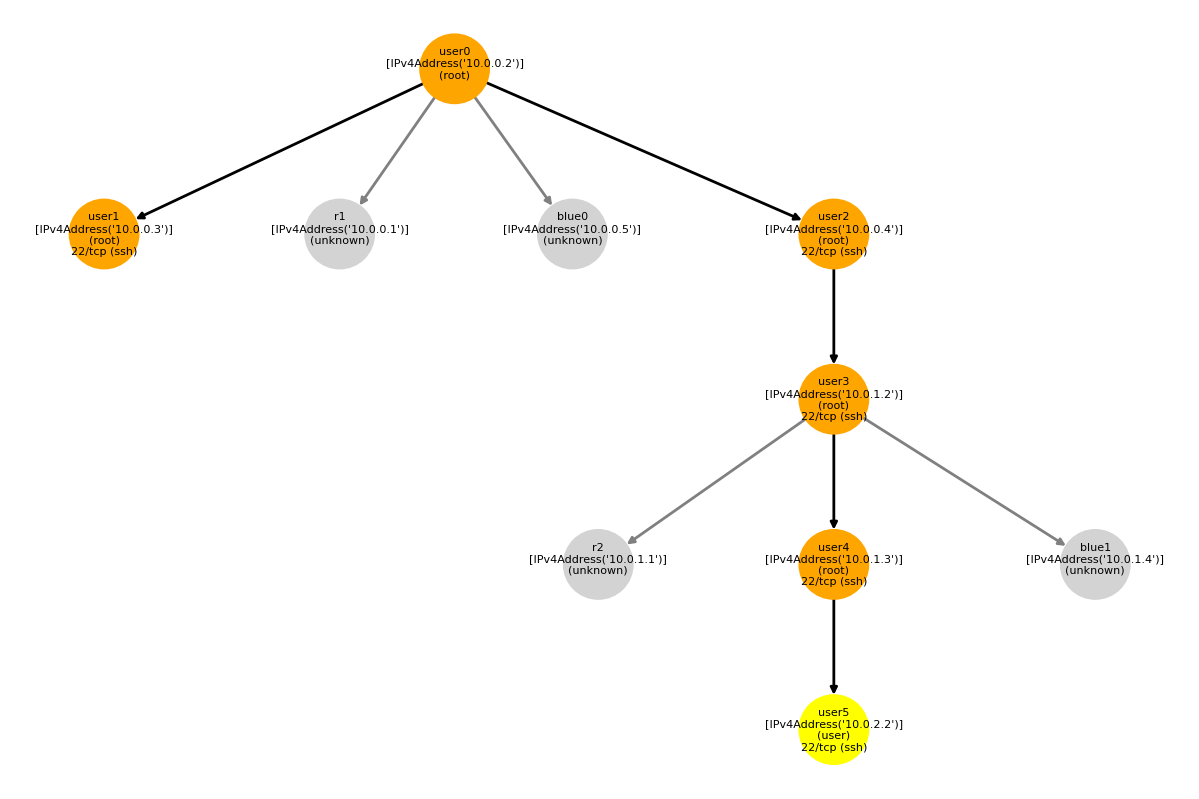 user0
[IPv4Address('10.0.0.2')]
(root)
user1
[IPv4Address('10.0.0.3')]
(root)
22/tcp (ssh)
r1
[IPv4Address('10.0.0.1')]
(unknown)
blue0
[IPv4Address('10.0.0.5')]
(unknown)
user2
[IPv4Address('10.0.0.4')]
(root)
22/tcp (ssh)
user3
[IPv4Address('10.0.1.2')]
(root)
22/tcp (ssh)
r2
[IPv4Address('10.0.1.1')]
(unknown)
user4
[IPv4Address('10.0.1.3')]
(root)
22/tcp (ssh)
blue1
[IPv4Address('10.0.1.4')]
(unknown)
user5
[IPv4Address('10.0.2.2')]
(user)
22/tcp (ssh)